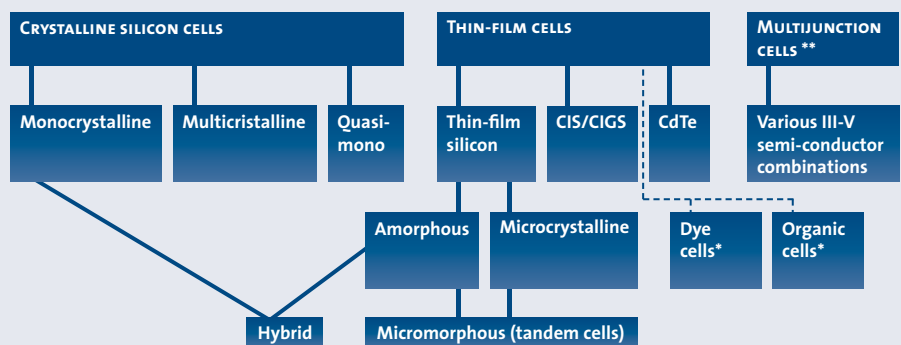 CRYSTALLINE SILICON CELLS
THIN-FILM CELLS
MULTIJUNCTION
CELLS **
Monocrystalline
Multicristalline
Quasi-
mono
Thin-film
silicon
CIS/CIGS
CdTe
Various III-V
semi-conductor
combinations
Amorphous
Microcrystalline
Dye
cells*
Organic
cells*
Hybrid
Micromorphous (tandem cells)